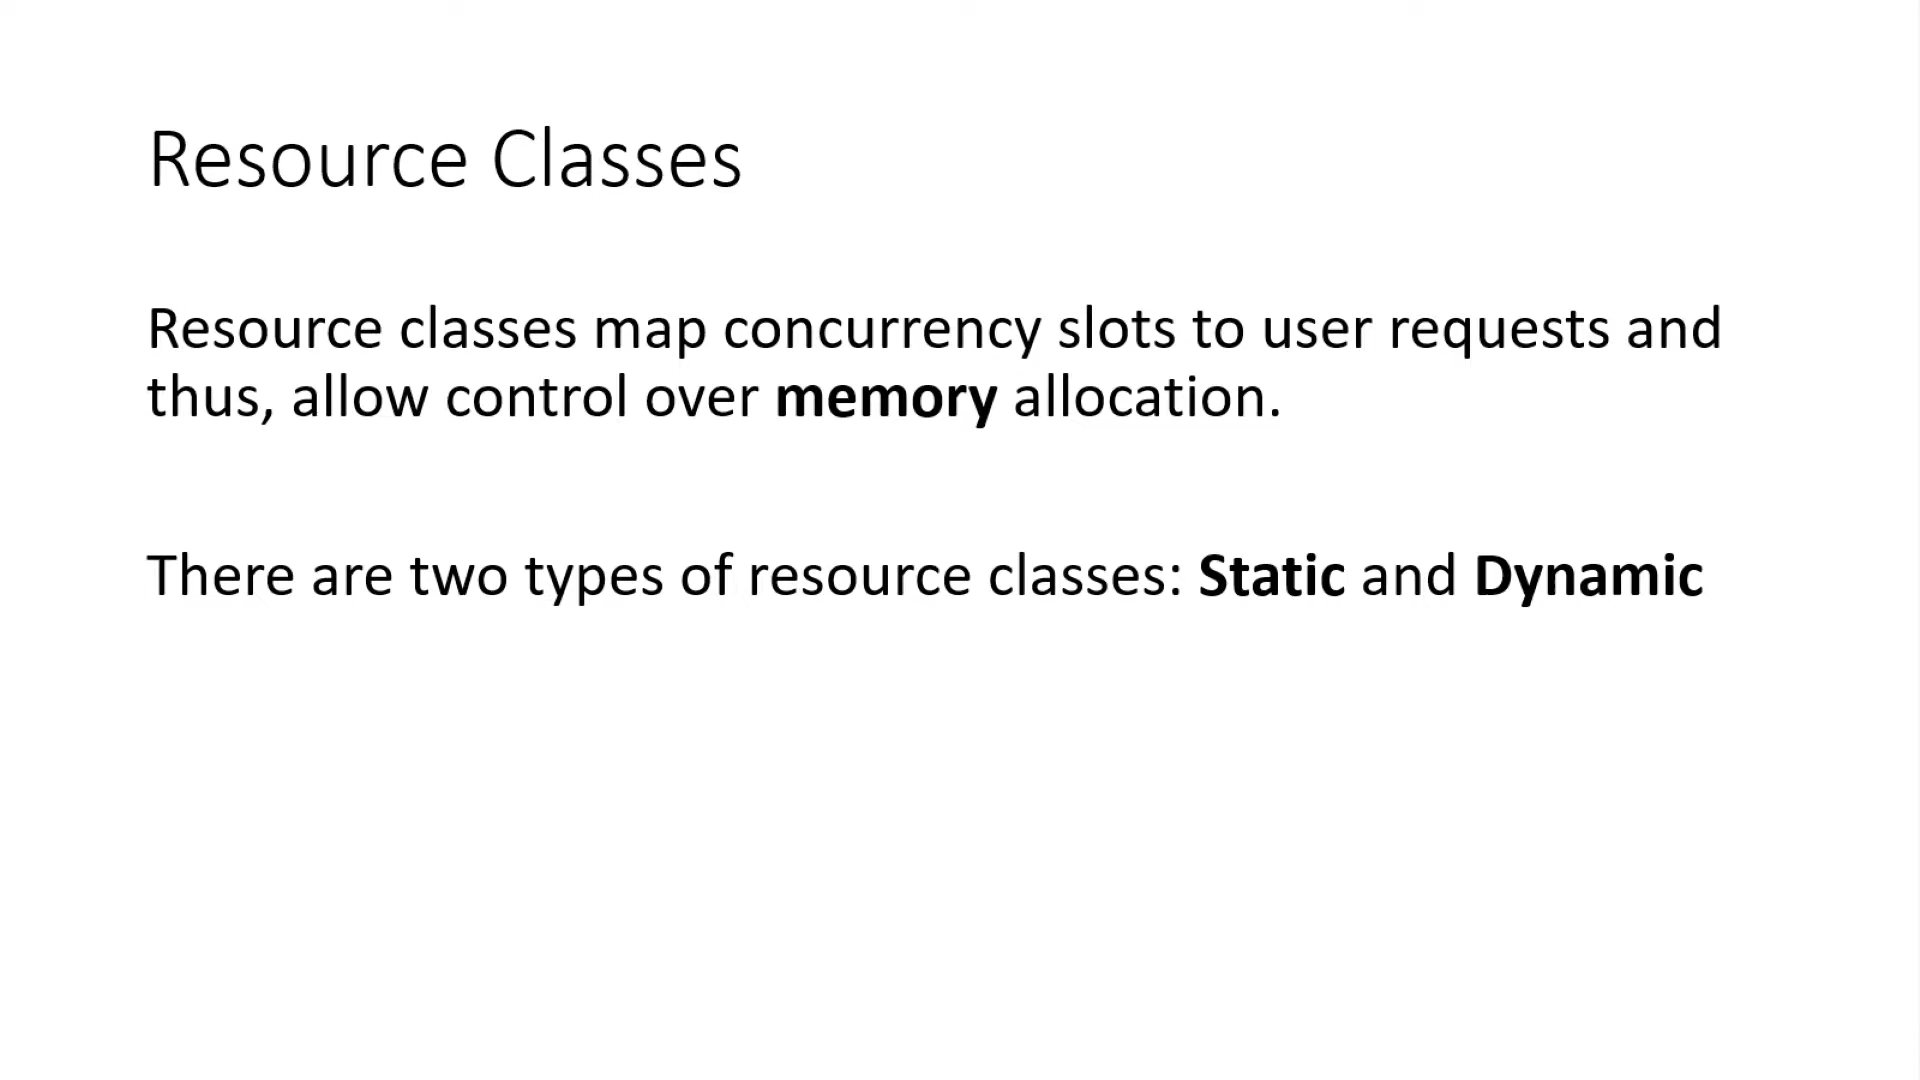 Resource Classes
Resource classes map concurrency slots to user requests and
thus, allow control over memory allocation.
There are two types of resource classes: Static and Dynamic